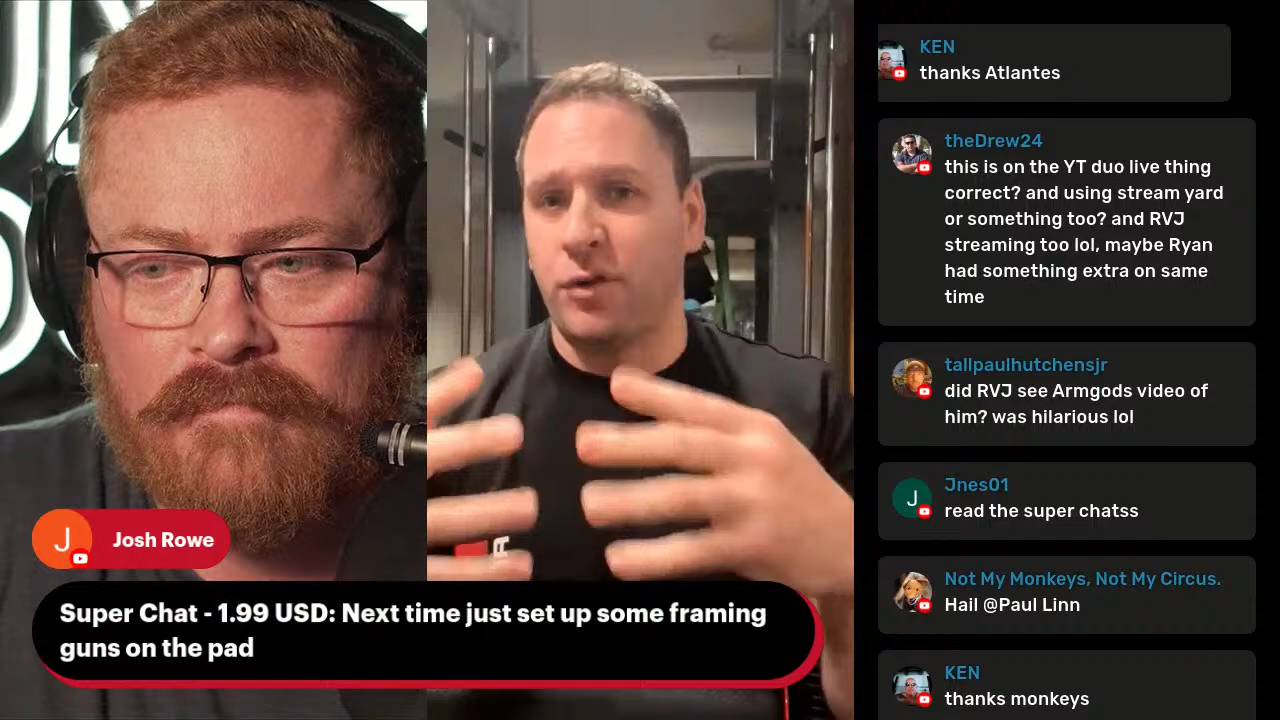 Josh Rowe
Super Chat - 1.99 USD: Next time just set up some framing
guns on the pad
KEN
thanks Atlantes
theDrew24
this is on the YT duo live thing
correct? and using stream yard
or something too? and RVJ
streaming too lol, maybe Ryan
had something extra on same
time
tallpaulhutchensjr
did RVJ see Armgods video of
him? was hilarious lol
Jnes01
read the super chatss
Not My Monkeys, Not My Circus.
Hail @Paul Linn
KEN
thanks monkeys